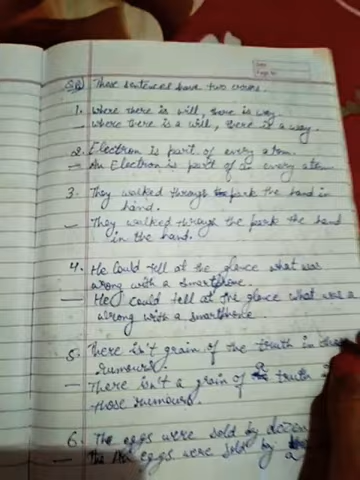 Q These sentences have two errors.
1. where there is will, there is way.
– where there is a will, there is a way.
2. Electron is part of every atom.
– An Electron is part of an every atom
3. They walked through park the hand in
hand.
– They walked through the park the hand
in the hand.
4. He Could tell at the glance what was
wrong with a smartphone.
– He could tell at the glance what was a
wrong with a smartphone
5. There is't grain of the truth in
rumours.
– There isn't a grain of truth
those rumours.
6. The eggs were sold by dozen
– the eggs were sold by a